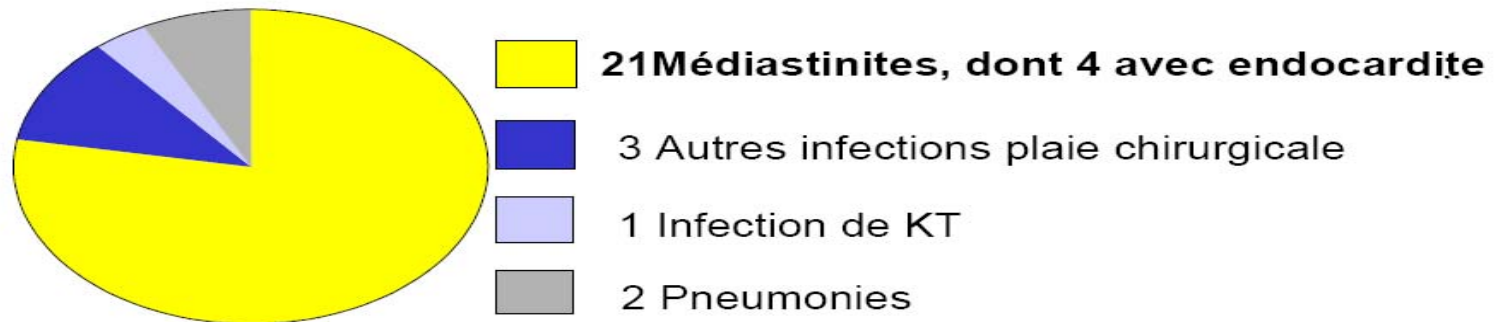 21Médiastinites, dont 4 avec endocardite
3 Autres infections plaie chirurgicale
1 Infection de KT
2 Pneumonies